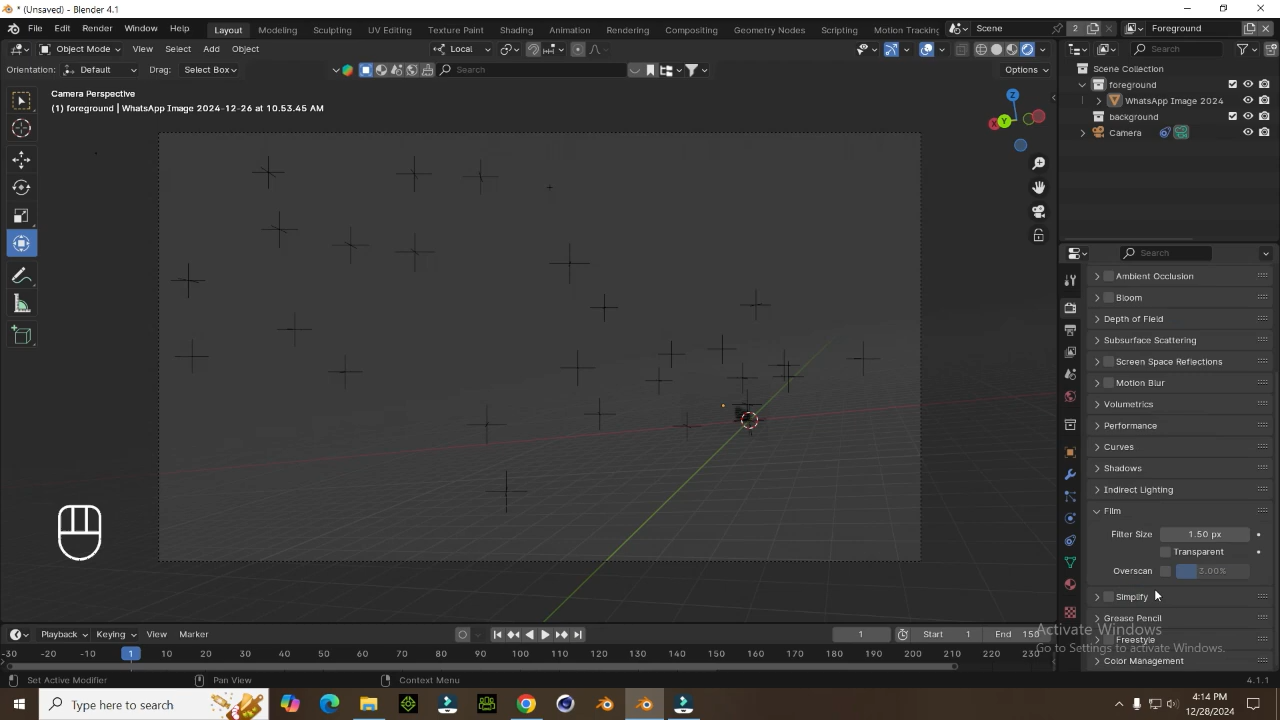 * (Unsaved) - Blender 4.1
File Edit Render Window Help Layout Modeling Sculpting UV Editing Texture Paint Shading Animation Rendering Compositing Geometry Nodes Scripting Motion Tracking Scene 2 Foreground
Object Mode View Select Add Object Local Search
Orientation: Default Drag: Select Box Search Options
Camera Perspective
(1) foreground | WhatsApp Image 2024-12-26 at 10.53.45 AM
Z
Y
X
Scene Collection
foreground
WhatsApp Image 2024
background
Camera
Search
Ambient Occlusion
Bloom
Depth of Field
Subsurface Scattering
Screen Space Reflections
Motion Blur
Volumetrics
Performance
Curves
Shadows
Indirect Lighting
Film
Filter Size 1.50 px
Transparent
Overscan 3.00%
Simplify
Grease Pencil
Freestyle
Color Management
Activate Windows
Go to Settings to activate Windows.
Playback Keying View Marker 1 Start 1 End 150
-30 -20 -10 1 10 20 30 40 50 60 70 80 90 100 110 120 130 140 150 160 170 180 190 200 210 220 230
Set Active Modifier Pan View Context Menu 4.1.1
Type here to search
4:14 PM
12/28/2024